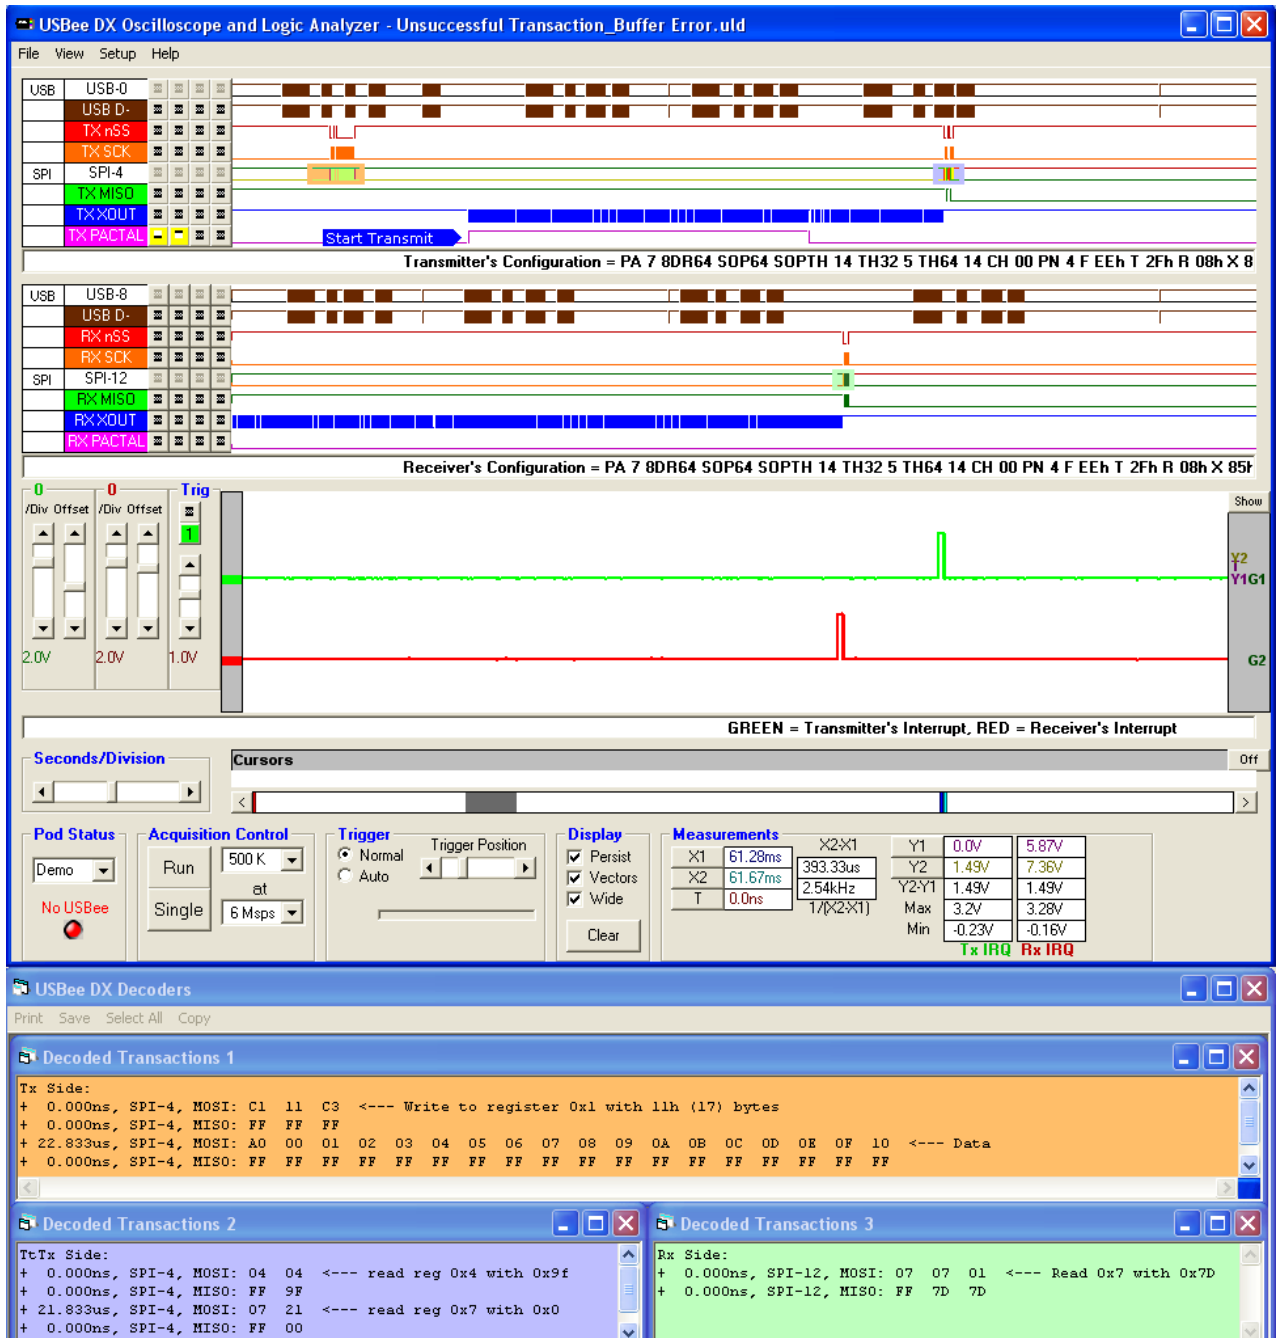 USBee DX Oscilloscope and Logic Analyzer - Unsuccessful Transaction_Buffer Error.uld
File View Setup Help
USB USB-0
USB D-
TX nSS
TX SCK
SPI SPI-4
TX MISO
TX XOUT
TX PACTAL Start Transmit
Transmitter's Configuration = PA 7 8DR64 SOP64 SOPTH 14 TH32 5 TH64 14 CH 00 PN 4 F EEh T 2Fh R 08h X 8
USB USB-8
USB D-
RX nSS
RX SCK
SPI SPI-12
RX MISO
RX XOUT
RX PACTAL
Receiver's Configuration = PA 7 8DR64 SOP64 SOPTH 14 TH32 5 TH64 14 CH 00 PN 4 F EEh T 2Fh R 08h X 85h
0 0 Trig
/Div Offset /Div Offset
1
2.0V 2.0V 1.0V
Show
Y2
T
Y1G1
G2
GREEN = Transmitter's Interrupt, RED = Receiver's Interrupt
Seconds/Division
Cursors Off
Pod Status Acquisition Control Trigger Display Measurements
Demo
No USBee
Run 500 K
at
Single 6 Msps
Normal
Auto
Trigger Position
Persist
Vectors
Wide
Clear
X1 61.28ms
X2 61.67ms
T 0.0ns
X2-X1
393.33us
2.54kHz
1/(X2-X1)
Y1 0.0V 5.87V
Y2 1.49V 7.36V
Y2-Y1 1.49V 1.49V
Max 3.2V 3.28V
Min -0.23V -0.16V
Tx IRQ Rx IRQ
USBee DX Decoders
Print Save Select All Copy
Decoded Transactions 1
Tx Side:
+ 0.000ns, SPI-4, MOSI: C1 11 C3 <--- Write to register 0x1 with 11h (17) bytes
+ 0.000ns, SPI-4, MISO: FF FF FF
+ 22.833us, SPI-4, MOSI: A0 00 01 02 03 04 05 06 07 08 09 0A 0B 0C 0D 0E 0F 10 <--- Data
+ 0.000ns, SPI-4, MISO: FF FF FF FF FF FF FF FF FF FF FF FF FF FF FF FF FF FF
Decoded Transactions 2
TtTx Side:
+ 0.000ns, SPI-4, MOSI: 04 04 <--- read reg 0x4 with 0x9f
+ 0.000ns, SPI-4, MISO: FF 9F
+ 21.833us, SPI-4, MOSI: 07 21 <--- read reg 0x7 with 0x0
+ 0.000ns, SPI-4, MISO: FF 00
Decoded Transactions 3
Rx Side:
+ 0.000ns, SPI-12, MOSI: 07 07 01 <--- Read 0x7 with 0x7D
+ 0.000ns, SPI-12, MISO: FF 7D 7D